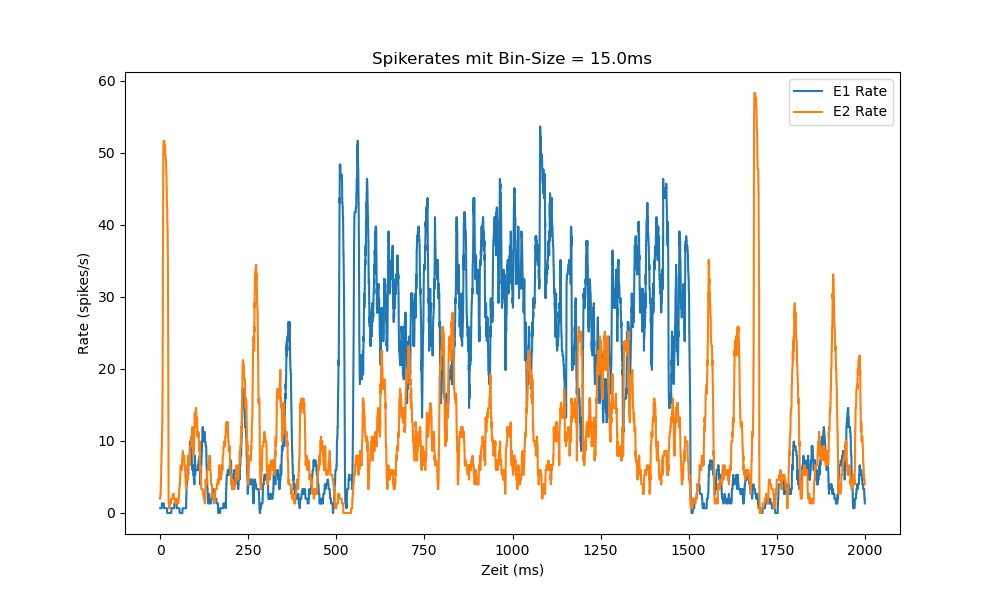 Spikerates mit Bin-Size = 15.0ms
E1 Rate
E2 Rate
60
50
40
30
20
10
0
Rate (spikes/s)
0 250 500 750 1000 1250 1500 1750 2000
Zeit (ms)